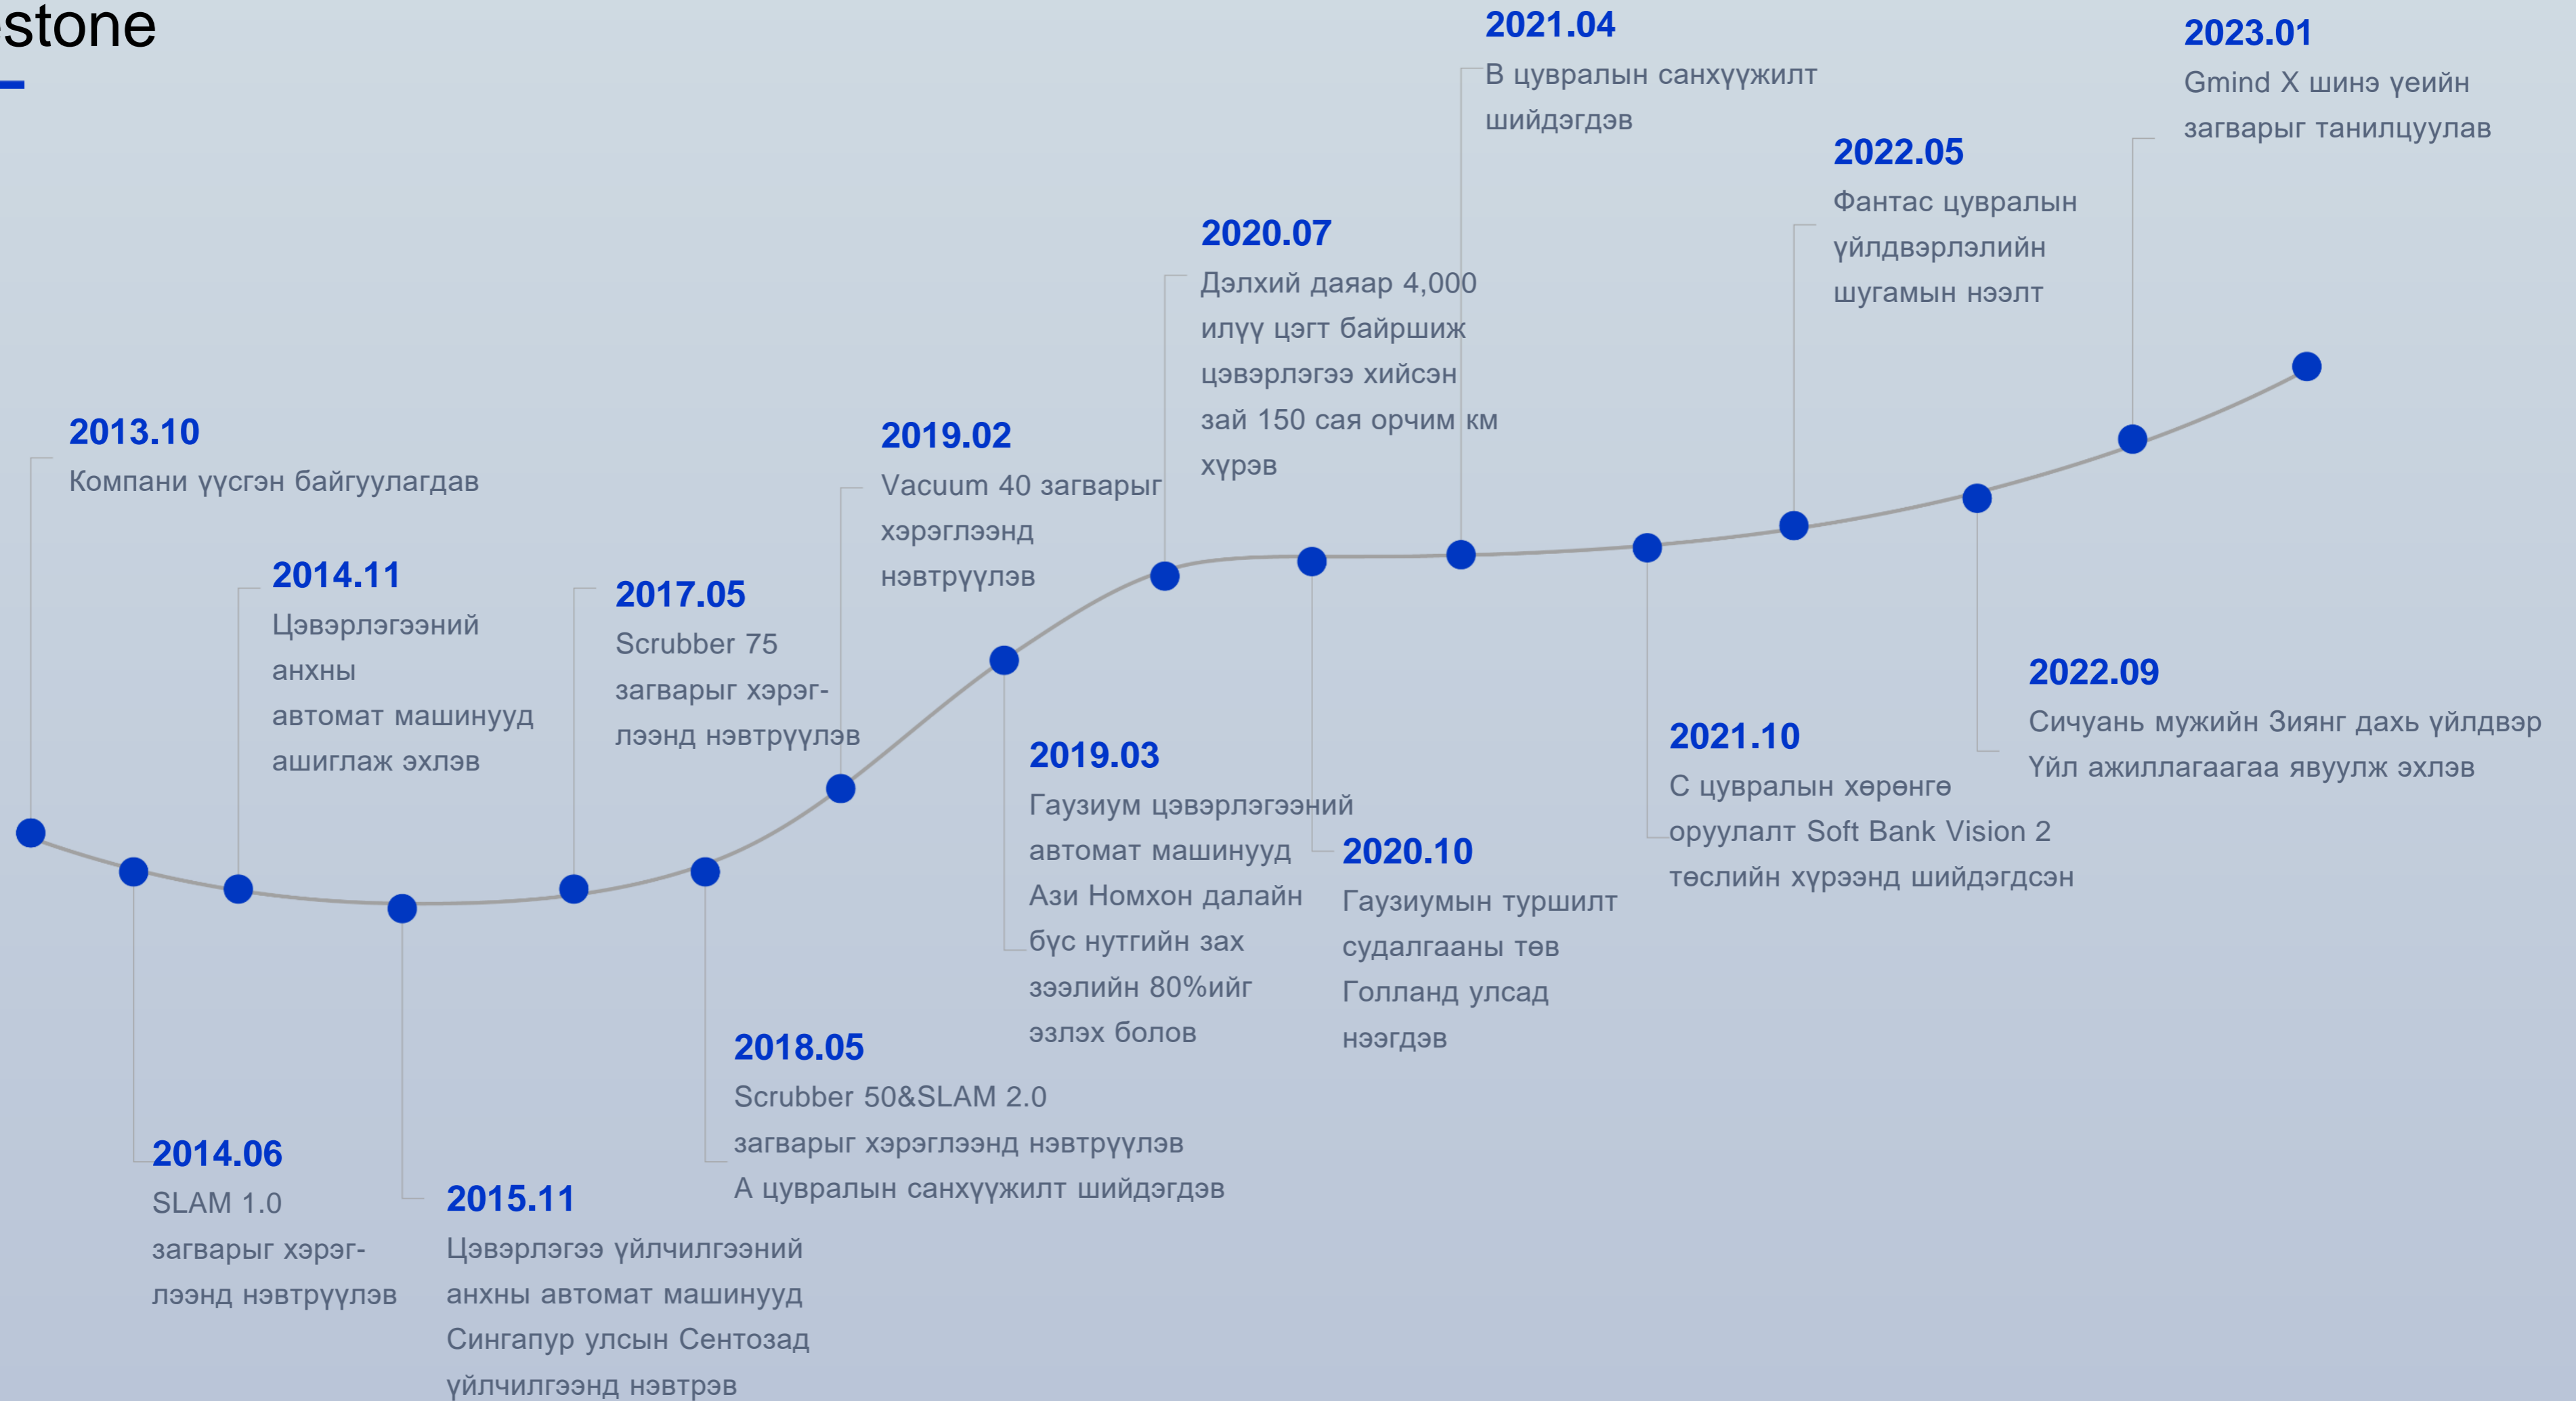 estone
2013.10
Компани үүсгэн байгуулагдав
2014.06
SLAM 1.0
загварыг хэрэг-
лээнд нэвтрүүлэв
2014.11
Цэвэрлэгээний
анхны
автомат машинууд
ашиглаж эхлэв
2015.11
Цэвэрлэгээ үйлчилгээний
анхны автомат машинууд
Сингапур улсын Сентозад
үйлчилгээнд нэвтрэв
2017.05
Scrubber 75
загварыг хэрэг-
лээнд нэвтрүүлэв
2018.05
Scrubber 50&SLAM 2.0
загварыг хэрэглээнд нэвтрүүлэв
А цувралын санхүүжилт шийдэгдэв
2019.02
Vacuum 40 загварыг
хэрэглээнд
нэвтрүүлэв
2019.03
Гаузиум цэвэрлэгээний
автомат машинууд
Ази Номхон далайн
бүс нутгийн зах
зээлийн 80%ийг
эзлэх болов
2020.07
Дэлхий даяар 4,000
илүү цэгт байршиж
цэвэрлэгээ хийсэн
зай 150 сая орчим км
хүрэв
2020.10
Гаузиумын туршилт
судалгааны төв
Голланд улсад
нээгдэв
2021.04
В цувралын санхүүжилт
шийдэгдэв
2021.10
С цувралын хөрөнгө
оруулалт Soft Bank Vision 2
төслийн хүрээнд шийдэгдсэн
2022.05
Фантас цувралын
үйлдвэрлэлийн
шугамын нээлт
2022.09
Сичуань мужийн Зиянг дахь үйлдвэр
Үйл ажиллагаагаа явуулж эхлэв
2023.01
Gmind X шинэ үеийн
загварыг танилцуулав